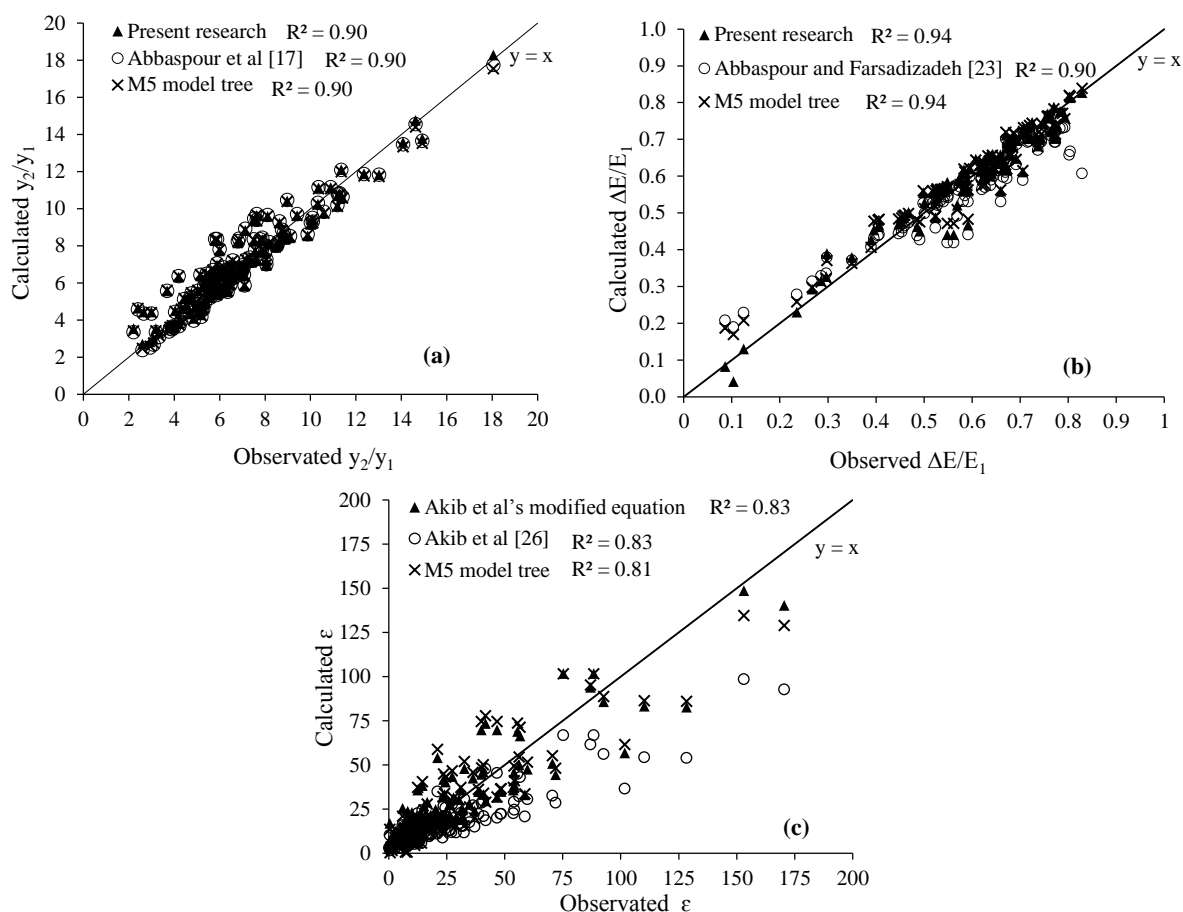 ▲ Present research R² = 0.90
○ Abbaspour et al [17] R² = 0.90
× M5 model tree R² = 0.90
y = x
20
18
16
14
12
10
8
6
4
2
0
Calculated y₂/y₁
(a)
0 2 4 6 8 10 12 14 16 18 20
Observated y₂/y₁
▲ Present research R² = 0.94
○ Abbaspour and Farsadizadeh [23] R² = 0.90
× M5 model tree R² = 0.94
y = x
1.0
0.9
0.8
0.7
0.6
0.5
0.4
0.3
0.2
0.1
0.0
Calculated ΔE/E₁
(b)
0 0.1 0.2 0.3 0.4 0.5 0.6 0.7 0.8 0.9 1
Observed ΔE/E₁
▲ Akib et al’s modified equation R² = 0.83
○ Akib et al [26] R² = 0.83
× M5 model tree R² = 0.81
y = x
200
175
150
125
100
75
50
25
0
Calculated ε
(c)
0 25 50 75 100 125 150 175 200
Observed ε